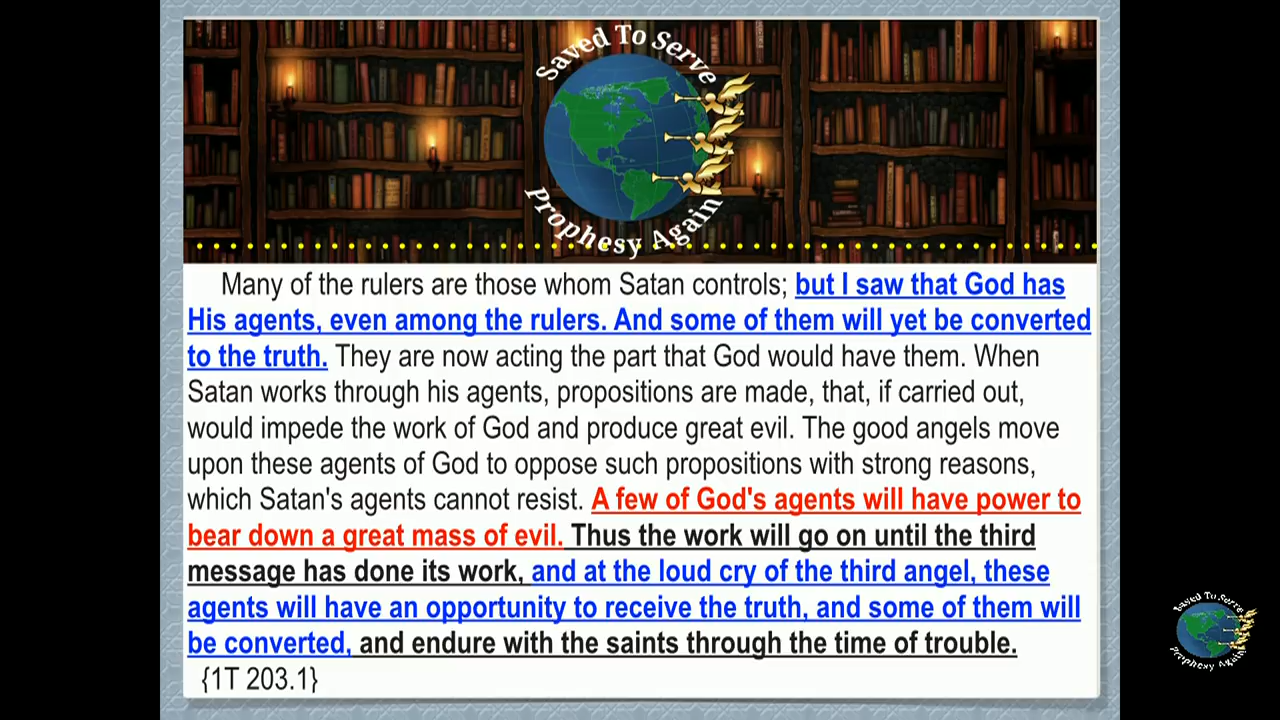 Saved To Serve
Prophesy Again
Many of the rulers are those whom Satan controls; but I saw that God has
His agents, even among the rulers. And some of them will yet be converted
to the truth. They are now acting the part that God would have them. When
Satan works through his agents, propositions are made, that, if carried out,
would impede the work of God and produce great evil. The good angels move
upon these agents of God to oppose such propositions with strong reasons,
which Satan's agents cannot resist. A few of God's agents will have power to
bear down a great mass of evil. Thus the work will go on until the third
message has done its work, and at the loud cry of the third angel, these
agents will have an opportunity to receive the truth, and some of them will
be converted, and endure with the saints through the time of trouble.
{1T 203.1}
Saved To Serve
Prophesy Again